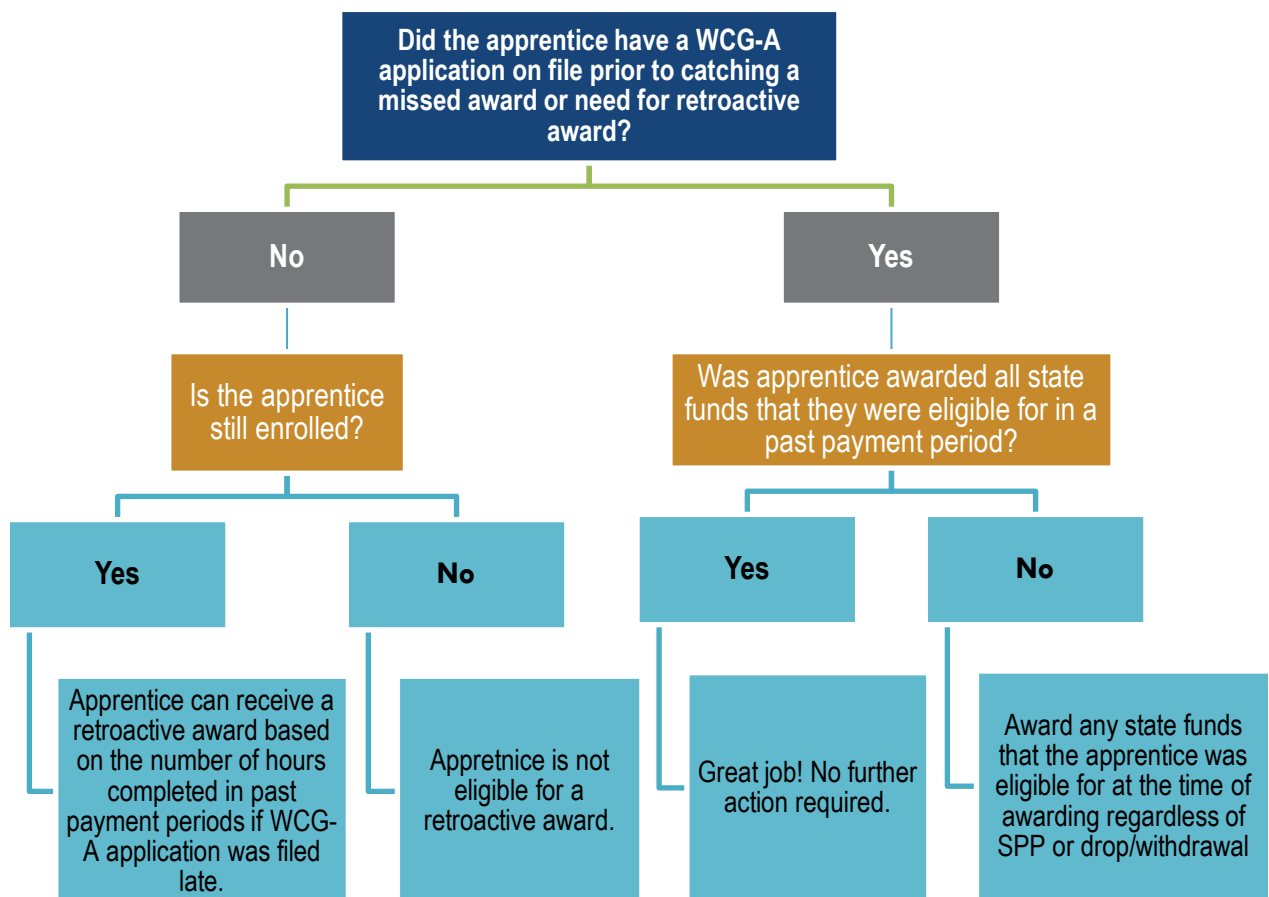 Did the apprentice have a WCG-A
application on file prior to catching a
missed award or need for retroactive
award?
No
Yes
Is the apprentice
still enrolled?
Was apprentice awarded all state
funds that they were eligible for in a
past payment period?
Yes
No
Yes
No
Apprentice can receive a
retroactive award based
on the number of hours
completed in past
payment periods if WCG-
A application was filed
late.
Appretnice is not
eligible for a
retroactive award.
Great job! No further
action required.
Award any state funds
that the apprentice was
eligible for at the time of
awarding regardless of
SPP or drop/withdrawal